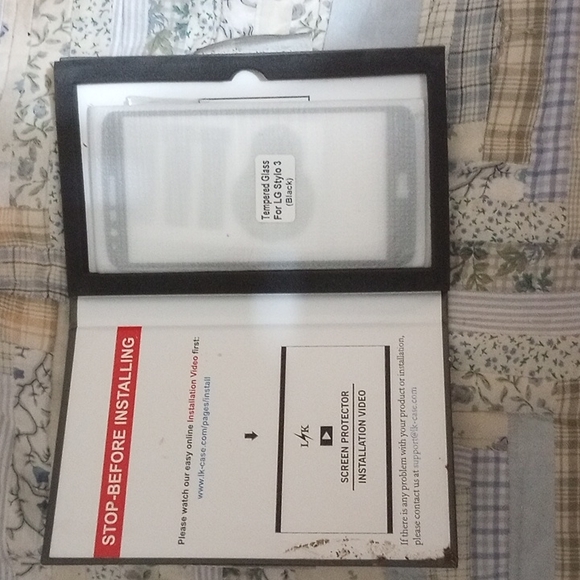 Tempered Glass
For LG Stylo 3
(Black)
STOP-BEFORE INSTALLING
Please watch our easy online Installation Video first:
www.lk-case.com/pages/install
LK
SCREEN PROTECTOR
INSTALLATION VIDEO
If there is any problem with your product or installation,
please contact us at support@lk-case.com